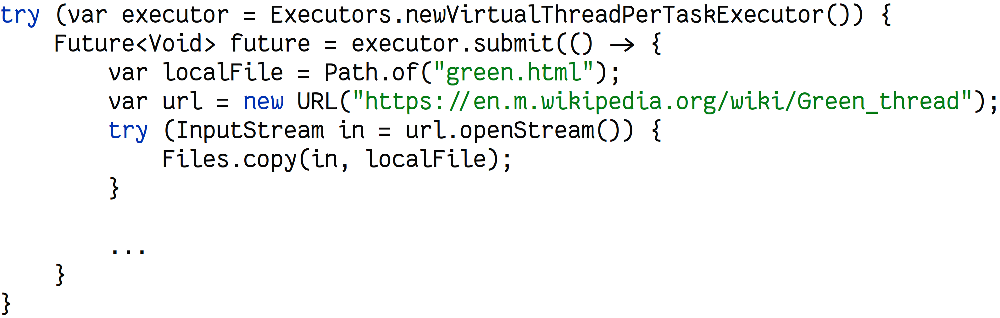 try (var executor = Executors.newVirtualThreadPerTaskExecutor()) {
    Future<Void> future = executor.submit(() -> {
        var localFile = Path.of("green.html");
        var url = new URL("https://en.m.wikipedia.org/wiki/Green_thread");
        try (InputStream in = url.openStream()) {
            Files.copy(in, localFile);
        }

        ...
    }
}